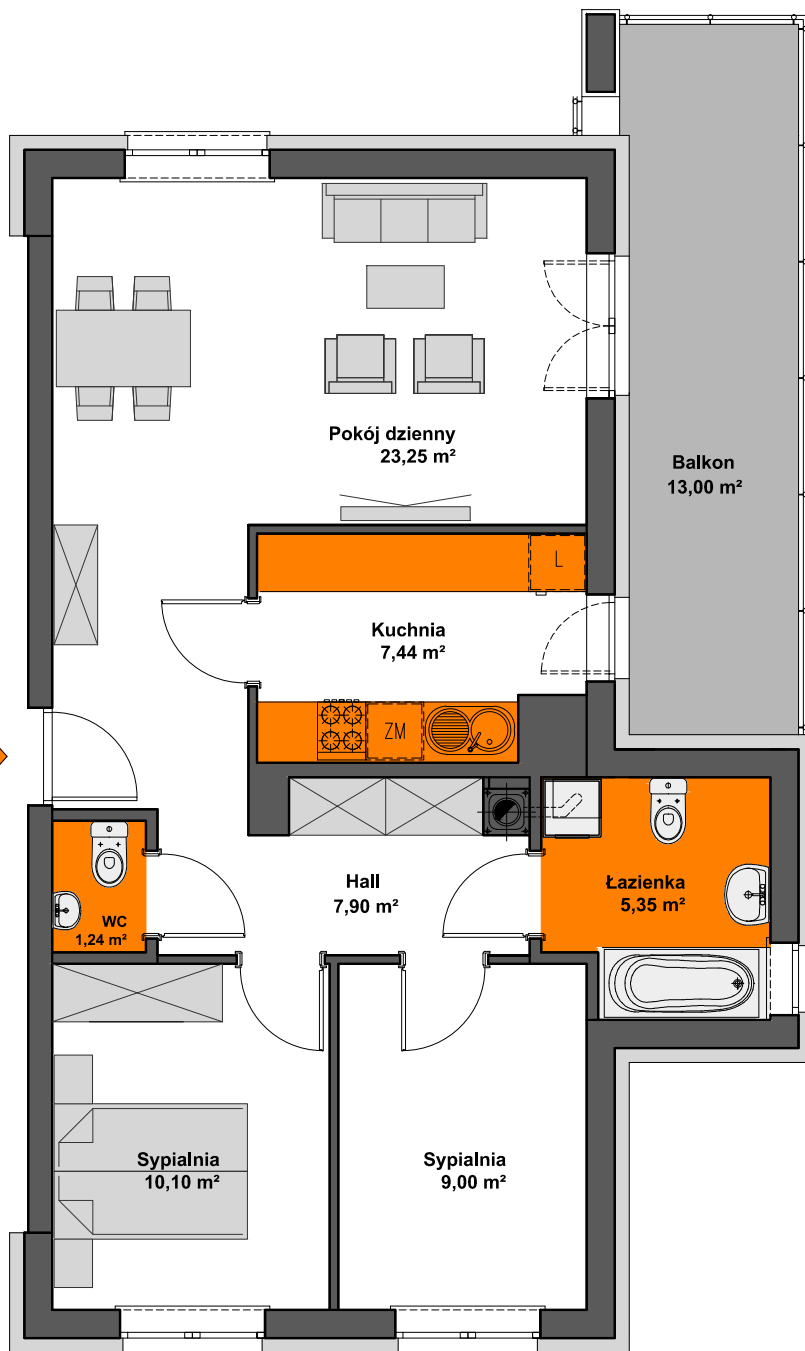 Pokój dzienny
23,25 m²
Balkon
13,00 m²
L
Kuchnia
7,44 m²
ZM
Hall
7,90 m²
Łazienka
5,35 m²
WC
1,24 m²
Sypialnia
10,10 m²
Sypialnia
9,00 m²